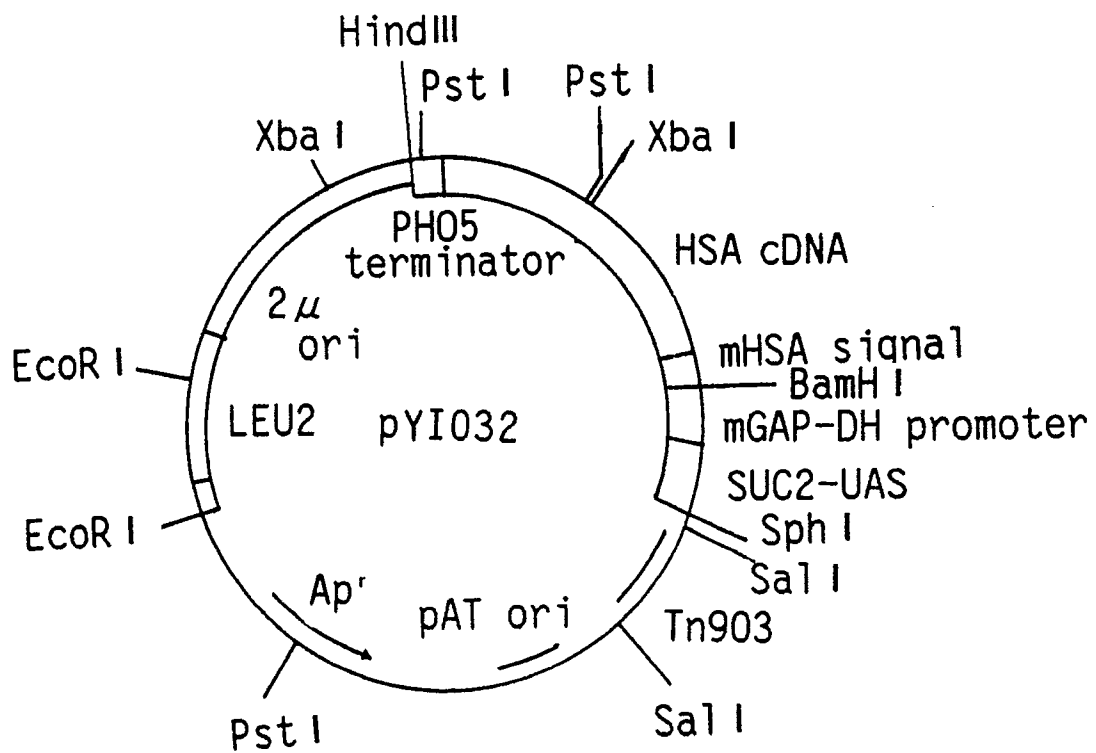 HindIII
Pst I
Pst I
Xba I
Xba I
PHO5
terminator
HSA cDNA
2μ
ori
mHSA signal
EcoR I
BamH I
LEU2
pYI032
mGAP-DH promoter
SUC2-UAS
EcoR I
Sph I
Sal I
Apʳ
pAT ori
Tn903
Pst I
Sal I